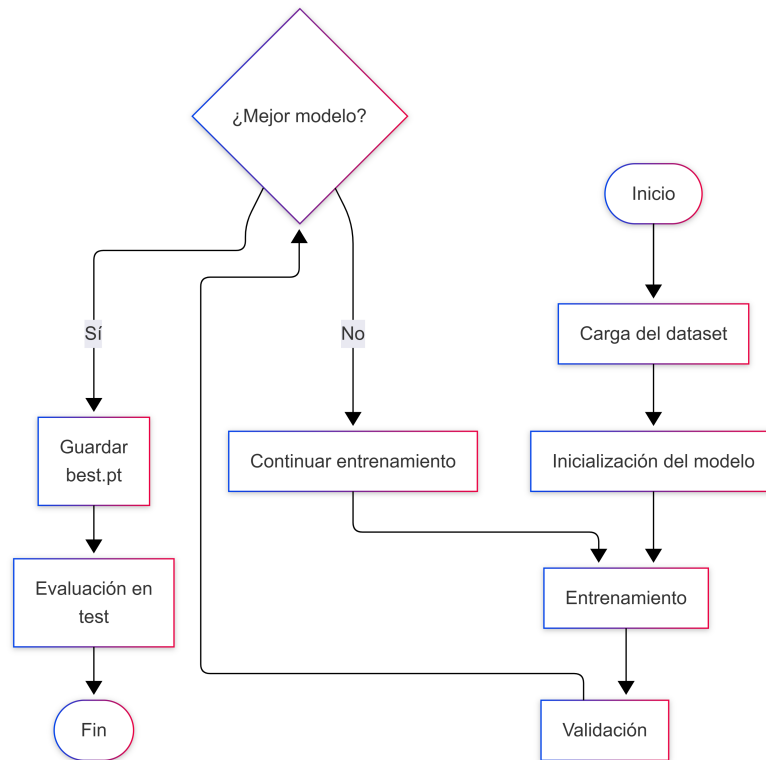 ¿Mejor modelo?
Inicio
Sí
No
Carga del dataset
Guardar
best.pt
Continuar entrenamiento
Inicialización del modelo
Evaluación en
test
Entrenamiento
Fin
Validación